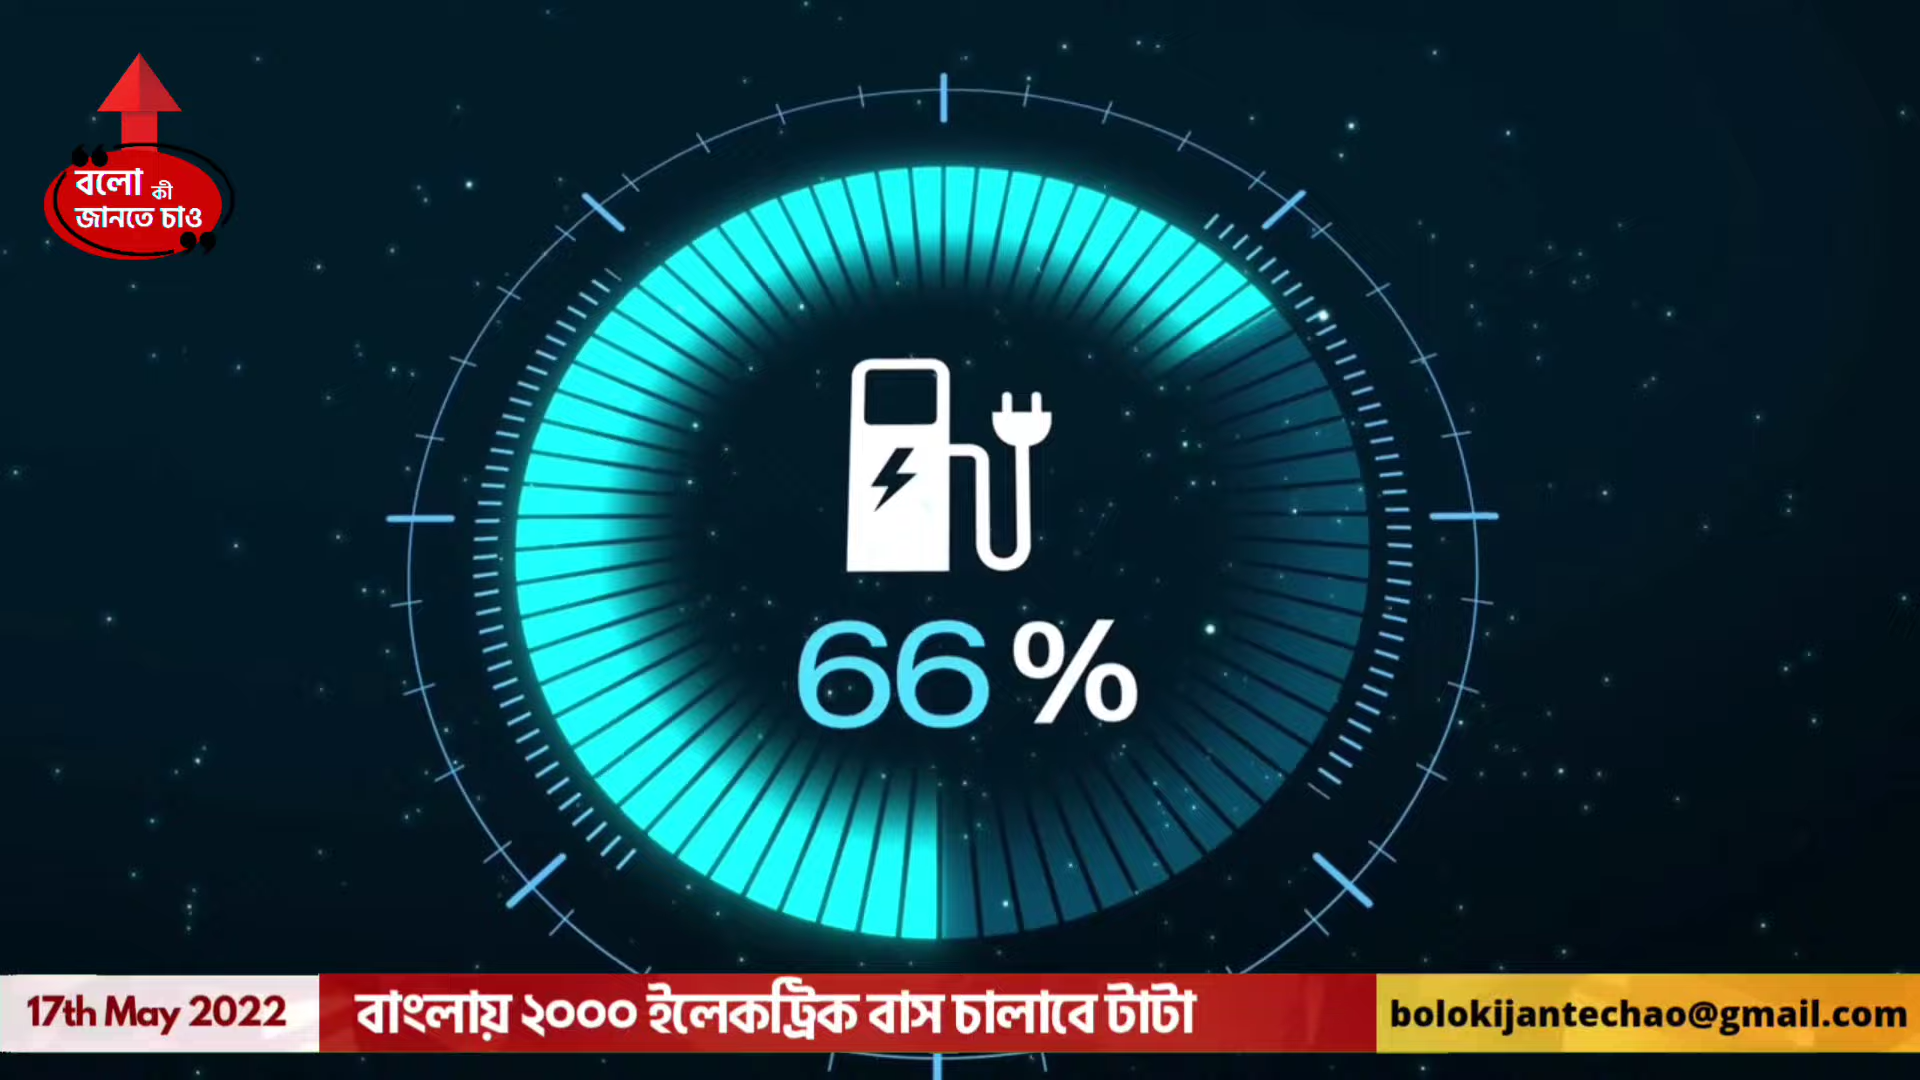 বলো কী
জানতে চাও
66 %
17th May 2022
বাংলায় ২০০০ ইলেকট্রিক বাস চালাবে টাটা
bolokijantechao@gmail.com